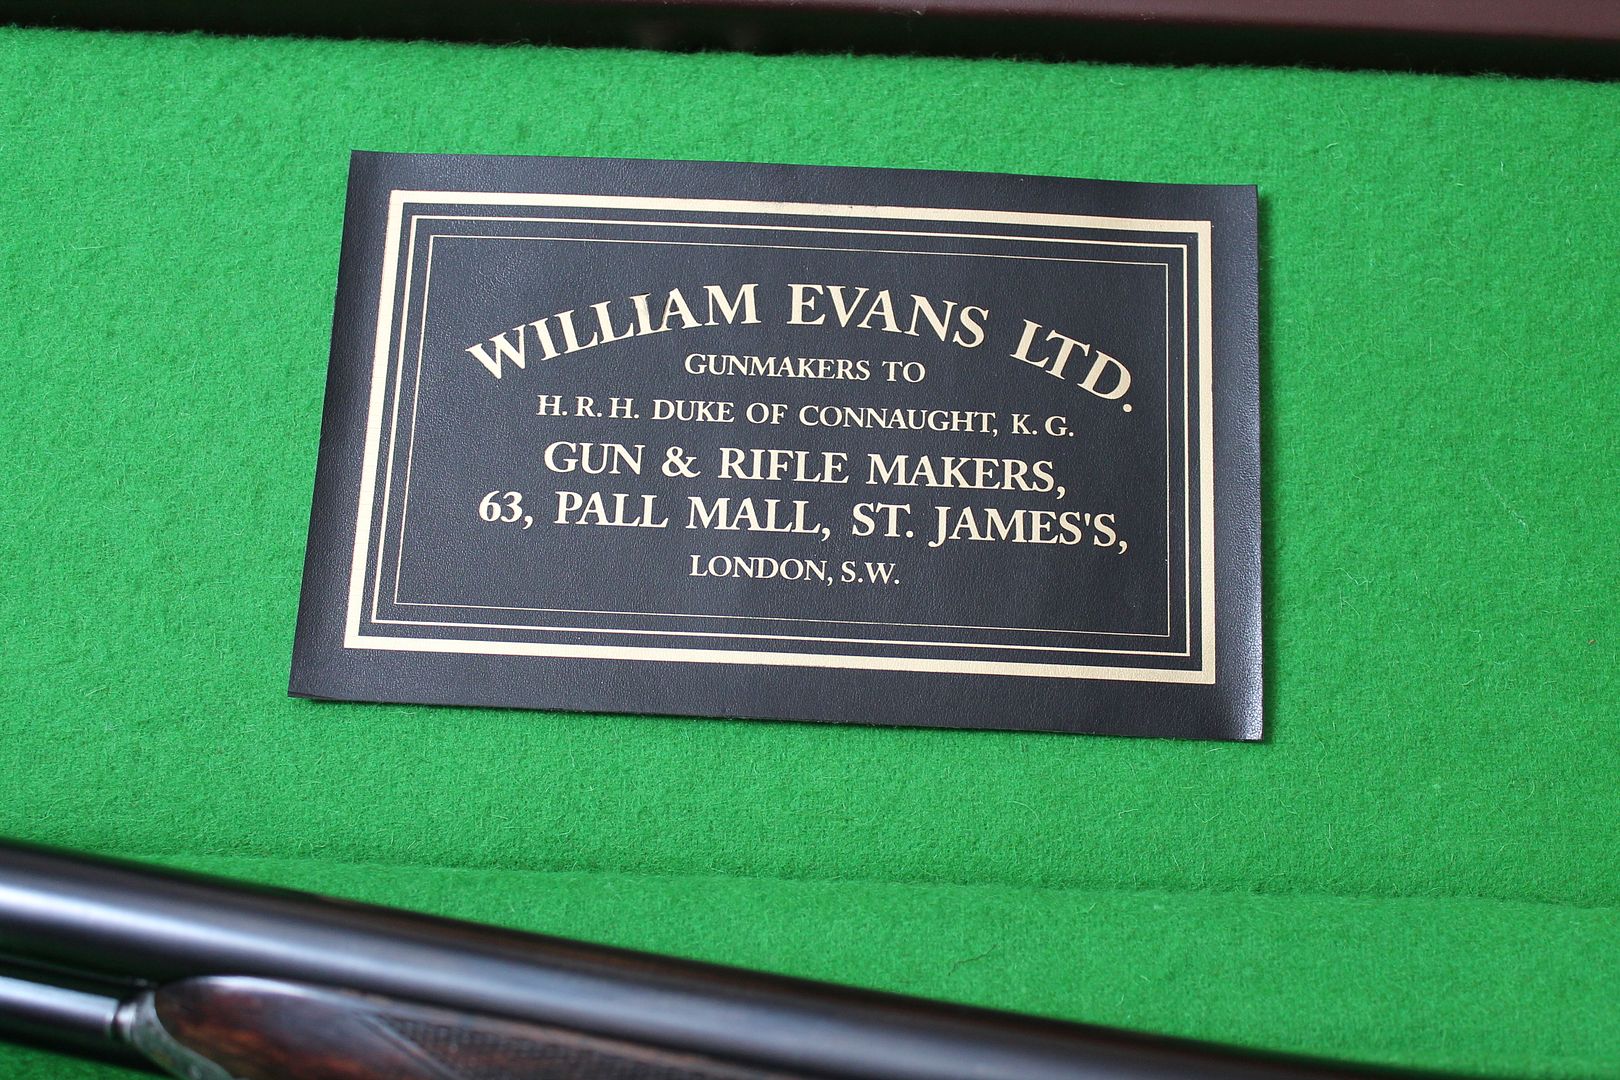 WILLIAM EVANS LTD.
GUNMAKERS TO
H. R. H. DUKE OF CONNAUGHT, K. G.
GUN & RIFLE MAKERS,
63, PALL MALL, ST. JAMES'S,
LONDON, S.W.